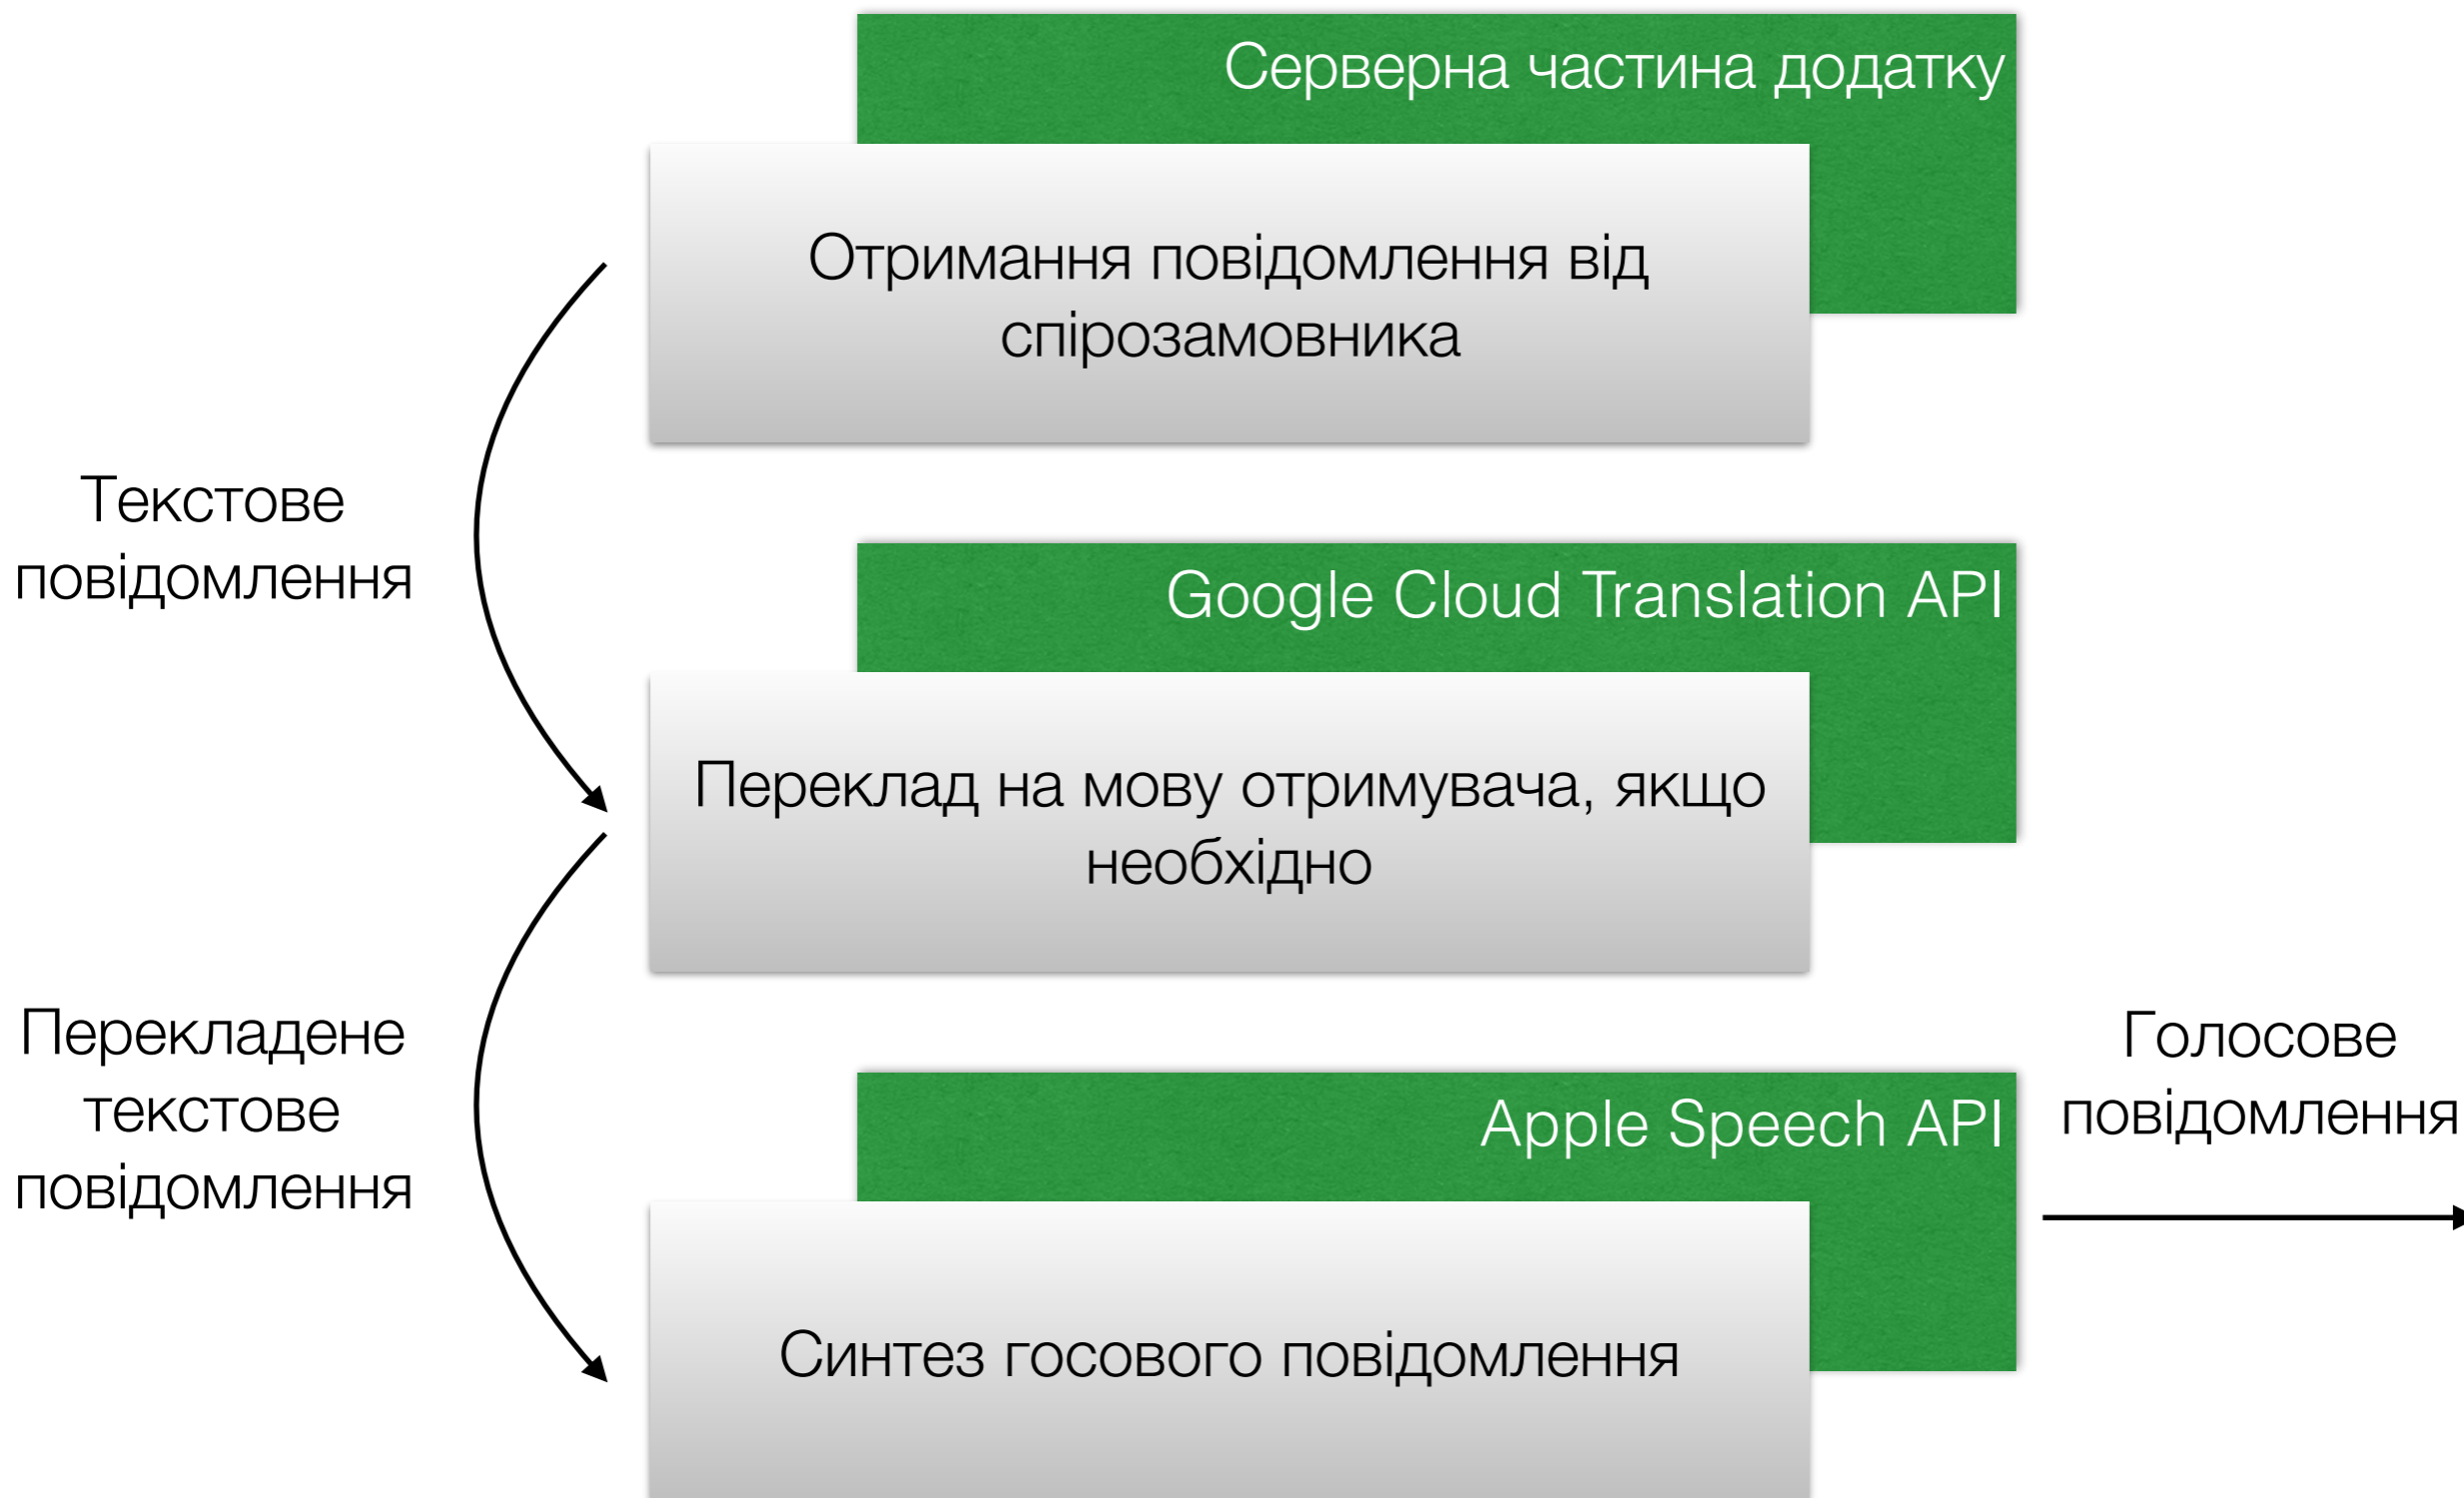 Серверна частина додатку
Отримання повідомлення від
спірозамовника
Текстове
повідомлення
Google Cloud Translation API
Переклад на мову отримувача, якщо
необхідно
Перекладене
текстове
повідомлення
Apple Speech API
Синтез госового повідомлення
Голосове
повідомлення